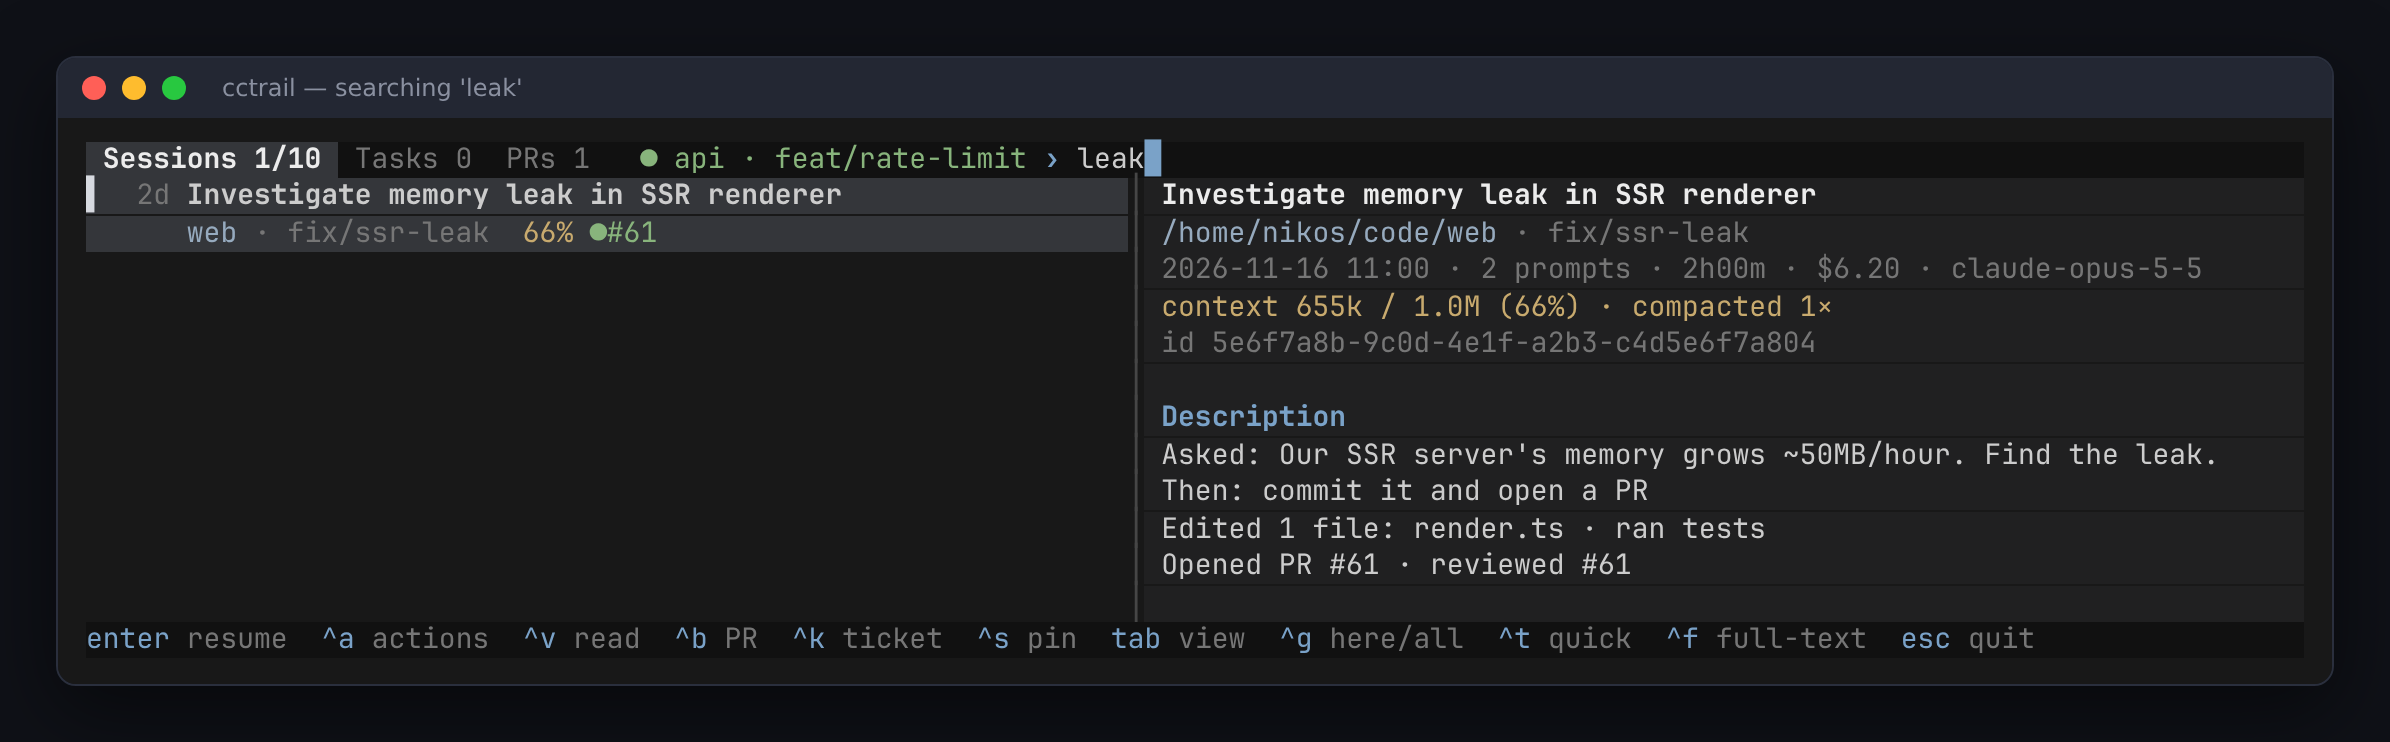 cctrail — searching 'leak'
Sessions 1/10 Tasks 0 PRs 1 ● api · feat/rate-limit › leak
2d Investigate memory leak in SSR renderer
web · fix/ssr-leak 66% ●#61
Investigate memory leak in SSR renderer
/home/nikos/code/web · fix/ssr-leak
2026-11-16 11:00 · 2 prompts · 2h00m · $6.20 · claude-opus-5-5
context 655k / 1.0M (66%) · compacted 1×
id 5e6f7a8b-9c0d-4e1f-a2b3-c4d5e6f7a804
Description
Asked: Our SSR server's memory grows ~50MB/hour. Find the leak.
Then: commit it and open a PR
Edited 1 file: render.ts · ran tests
Opened PR #61 · reviewed #61
enter resume ^a actions ^v read ^b PR ^k ticket ^s pin tab view ^g here/all ^t quick ^f full-text esc quit